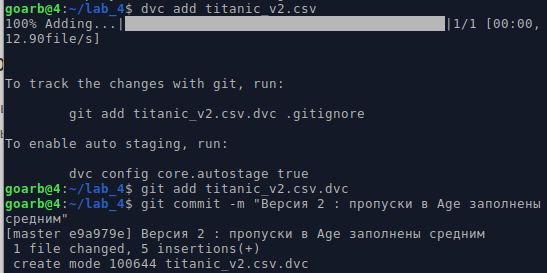 goarb@4:~/lab_4$ dvc add titanic_v2.csv
100% Adding...| |1/1 [00:00,
12.90file/s]
To track the changes with git, run:
git add titanic_v2.csv.dvc .gitignore
To enable auto staging, run:
dvc config core.autostage true
goarb@4:~/lab_4$ git add titanic_v2.csv.dvc
goarb@4:~/lab_4$ git commit -m "Версия 2 : пропуски в Age заполнены
средним"
[master e9a979e] Версия 2 : пропуски в Age заполнены средним
1 file changed, 5 insertions(+)
create mode 100644 titanic_v2.csv.dvc